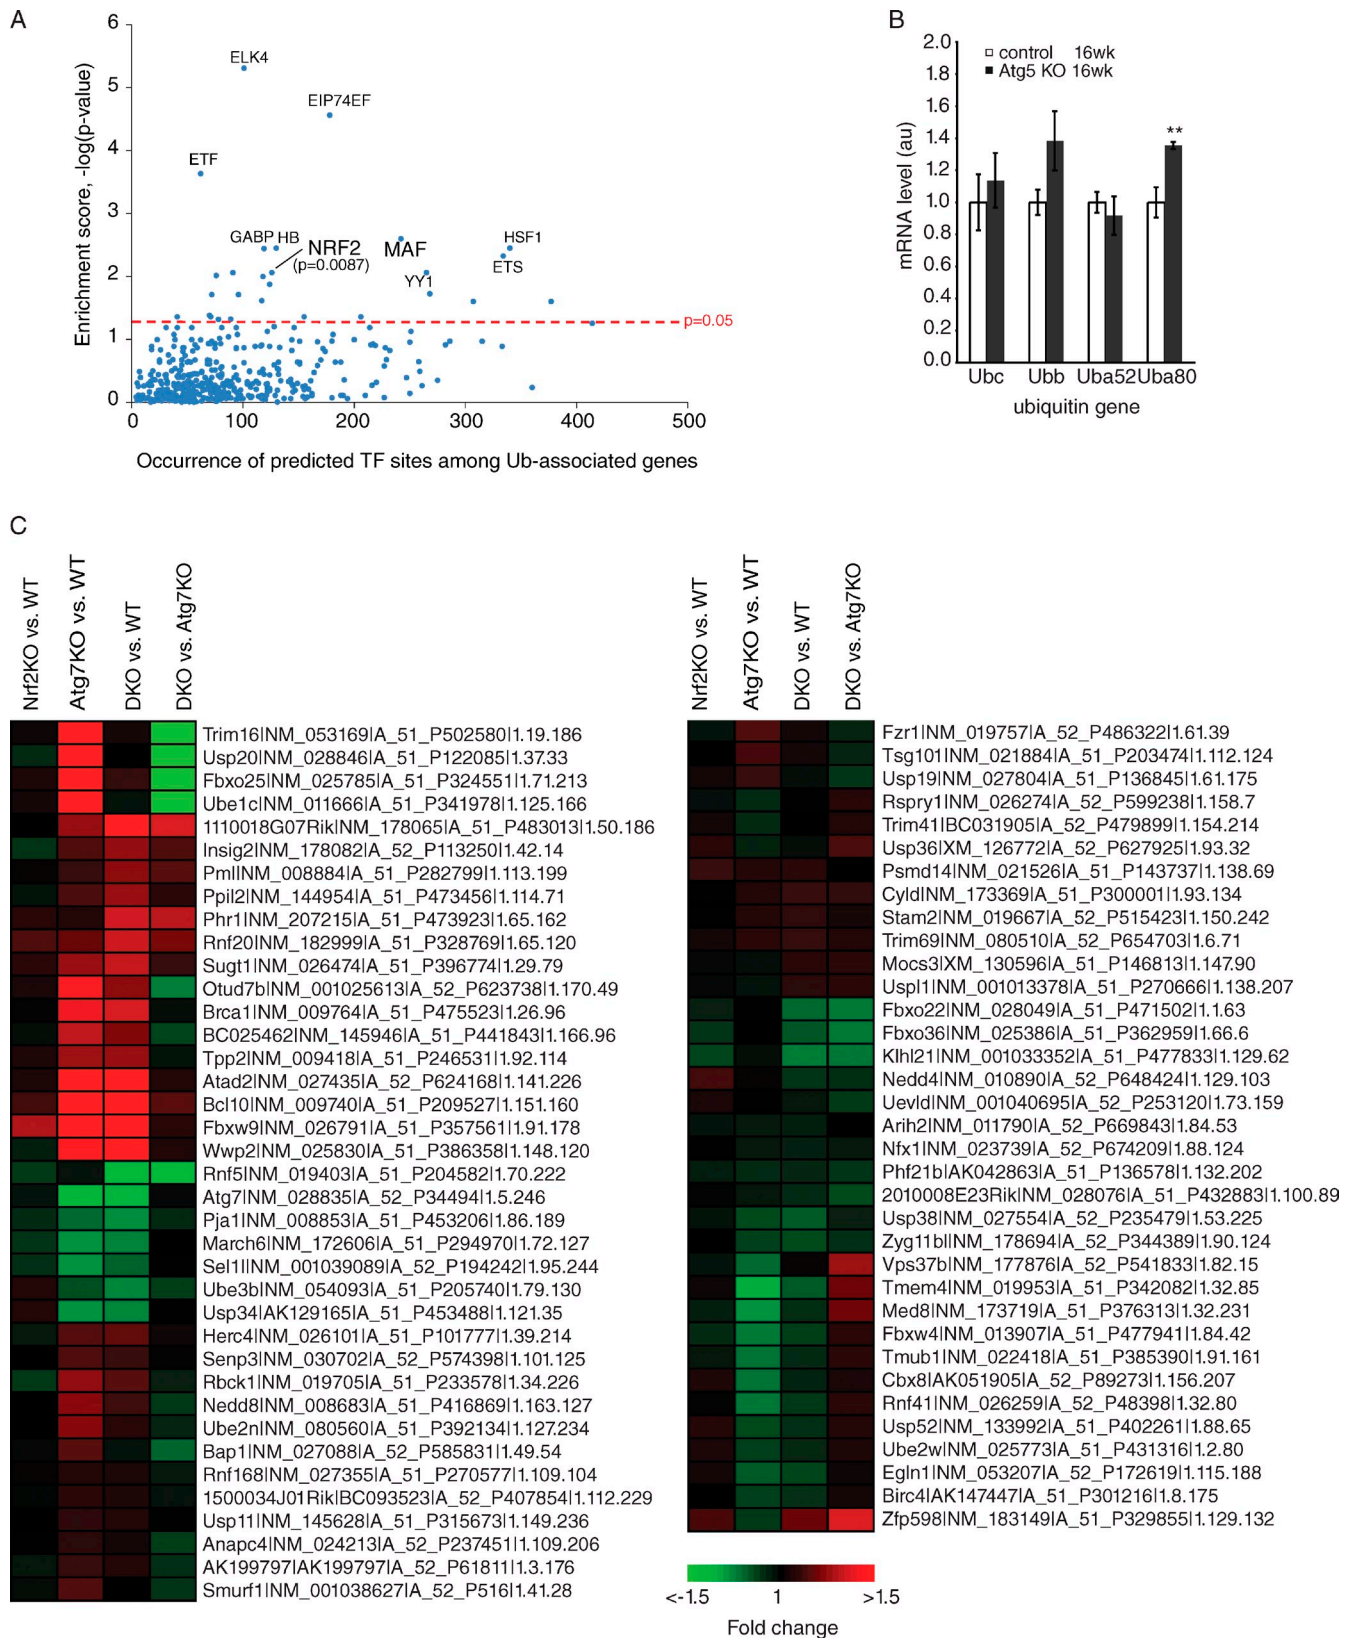 A
6
5
4
3
2
1
0
Enrichment score, -log(p-value)
ELK4
EIP74EF
ETF
GABP
HB
NRF2
(p=0.0087)
MAF
YY1
HSF1
ETS
p=0.05
0
100
200
300
400
500
Occurrence of predicted TF sites among Ub-associated genes
B
2.0
1.8
1.6
1.4
1.2
1.0
0.8
0.6
0.4
0.2
0.0
mRNA level (au)
control 16wk
Atg5 KO 16wk
**
Ubc
Ubb
Uba52
Uba80
ubiquitin gene
C
Nrf2KO vs. WT
Atg7KO vs. WT
DKO vs. WT
DKO vs. Atg7KO
Trim16|NM_053169|A_51_P502580|1.19.186
Usp20|NM_028846|A_52_P122085|1.37.33
Fbxo25|NM_025785|A_51_P324551|1.71.213
Ube1c|NM_011666|A_51_P341978|1.125.166
1110018G07Rik|NM_178065|A_51_P483013|1.50.186
Insig2|NM_178082|A_52_P113250|1.42.14
Pml|NM_008884|A_51_P282799|1.113.199
Ppil2|NM_144954|A_52_P473456|1.114.71
Phr1|NM_207215|A_51_P473923|1.65.162
Rnf20|NM_182999|A_51_P328769|1.65.120
Sugt1|NM_026474|A_51_P396774|1.29.79
Otud7b|NM_001025613|A_52_P623738|1.170.49
Brca1|NM_009764|A_51_P475523|1.26.96
BC025462|NM_145946|A_51_P441843|1.166.96
Tpp2|NM_009418|A_51_P246531|1.92.114
Atad2|NM_027435|A_52_P624168|1.141.226
Bcl10|NM_009740|A_51_P209527|1.151.160
Fbxw9|NM_026791|A_51_P357561|1.91.178
Wwp2|NM_025830|A_51_P386358|1.148.120
Rnf5|NM_019403|A_51_P204582|1.70.222
Atg7|NM_028835|A_52_P34494|1.5.246
Pja1|NM_008853|A_51_P453206|1.86.189
March6|NM_172606|A_51_P294970|1.72.127
Sel1l|NM_001039089|A_52_P194242|1.95.244
Ube3b|NM_054093|A_51_P205740|1.79.130
Usp34|AK129165|A_51_P453488|1.121.35
Herc4|NM_026101|A_51_P101777|1.39.214
Senp3|NM_030702|A_52_P574398|1.101.125
Rbck1|NM_019705|A_51_P233578|1.34.226
Nedd8|NM_008683|A_51_P416869|1.163.127
Ube2n|NM_080560|A_51_P392134|1.127.234
Bap1|NM_027088|A_52_P585831|1.49.54
Rnf168|NM_027355|A_51_P270577|1.109.104
1500034J01Rik|BC093523|A_52_P407854|1.112.229
Usp11|NM_145628|A_51_P315673|1.149.236
Anapc4|NM_024213|A_52_P237451|1.109.206
AK199797|AK199797|A_52_P61811|1.3.176
Smurf1|NM_001038627|A_52_P516|1.41.28
Nrf2KO vs. WT
Atg7KO vs. WT
DKO vs. WT
DKO vs. Atg7KO
Fzr1|NM_019757|A_52_P486322|1.61.39
Tsg101|NM_021884|A_52_P203474|1.112.124
Usp19|NM_027804|A_51_P136845|1.61.175
Rspry1|NM_026274|A_52_P599238|1.158.7
Trim41|BC031905|A_52_P479899|1.154.214
Usp36|XM_126772|A_52_P627925|1.93.32
Psmd14|NM_021526|A_51_P143737|1.138.69
Cyld|NM_173369|A_51_P300001|1.93.134
Stam2|NM_019667|A_52_P515423|1.150.242
Trim69|NM_080510|A_52_P654703|1.6.71
Mocs3|XM_130596|A_51_P146813|1.147.90
Uspl1|NM_001013378|A_51_P270666|1.138.207
Fbxo22|NM_028049|A_52_P471502|1.1.63
Fbxo36|NM_025386|A_51_P362959|1.66.6
Klhl21|NM_001033352|A_51_P477833|1.129.62
Nedd4|NM_010890|A_52_P648424|1.129.103
Uevld|NM_001040695|A_52_P253120|1.73.159
Arih2|NM_011790|A_52_P669843|1.84.53
Nfx1|NM_023739|A_52_P674209|1.88.124
Phf21b|AK042863|A_51_P136578|1.132.202
2010008E23Rik|NM_028076|A_51_P432883|1.100.89
Usp38|NM_027554|A_52_P235479|1.53.225
Zyg11bl|NM_178694|A_52_P344389|1.90.124
Vps37b|NM_177876|A_52_P541833|1.82.15
Tmem4|NM_019953|A_51_P342082|1.32.85
Med8|NM_173719|A_51_P376313|1.32.231
Fbxw4|NM_013907|A_51_P477941|1.84.42
Tmub1|NM_022418|A_51_P385390|1.91.161
Cbx8|AK051905|A_52_P89273|1.156.207
Rnf41|NM_026259|A_52_P48398|1.32.80
Usp52|NM_133992|A_51_P402261|1.88.65
Ube2w|NM_025773|A_51_P431316|1.2.80
Egln1|NM_053207|A_52_P172619|1.115.188
Birc4|AK147447|A_51_P301216|1.8.175
Zfp598|NM_183149|A_51_P329855|1.129.132
<-1.5
1
>1.5
Fold change